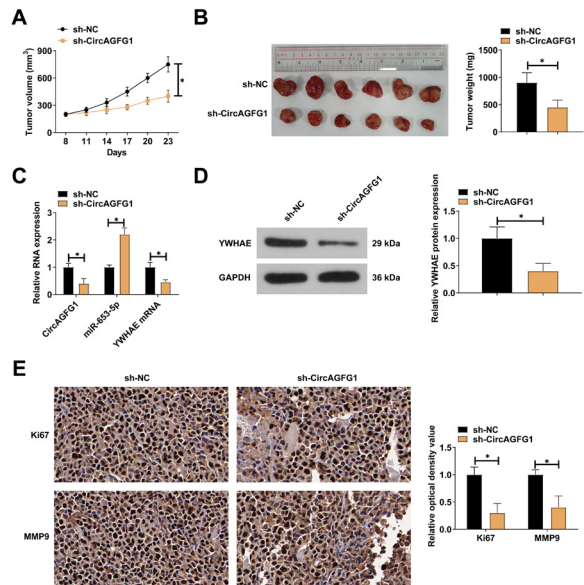 A
sh-NC
sh-CircAGFG1
Tumor volume (mm³)
900
600
300
0
*
8 11 14 17 20 23
Days
B
sh-NC
sh-CircAGFG1
Tumor weight (mg)
sh-NC
sh-CircAGFG1
1500
1000
500
0
*
C
sh-NC
sh-CircAGFG1
Relative RNA expression
2.5
2.0
1.5
1.0
0.5
0.0
* * *
CircAGFG1
miR-653-5p
YWHAE mRNA
D
sh-NC
sh-CircAGFG1
YWHAE
29 kDa
GAPDH
36 kDa
Relative YWHAE protein expression
sh-NC
sh-CircAGFG1
1.5
1.0
0.5
0.0
*
E
sh-NC
sh-CircAGFG1
Ki67
MMP9
Relative optical density value
sh-NC
sh-CircAGFG1
1.5
1.0
0.5
0.0
* *
Ki67 MMP9